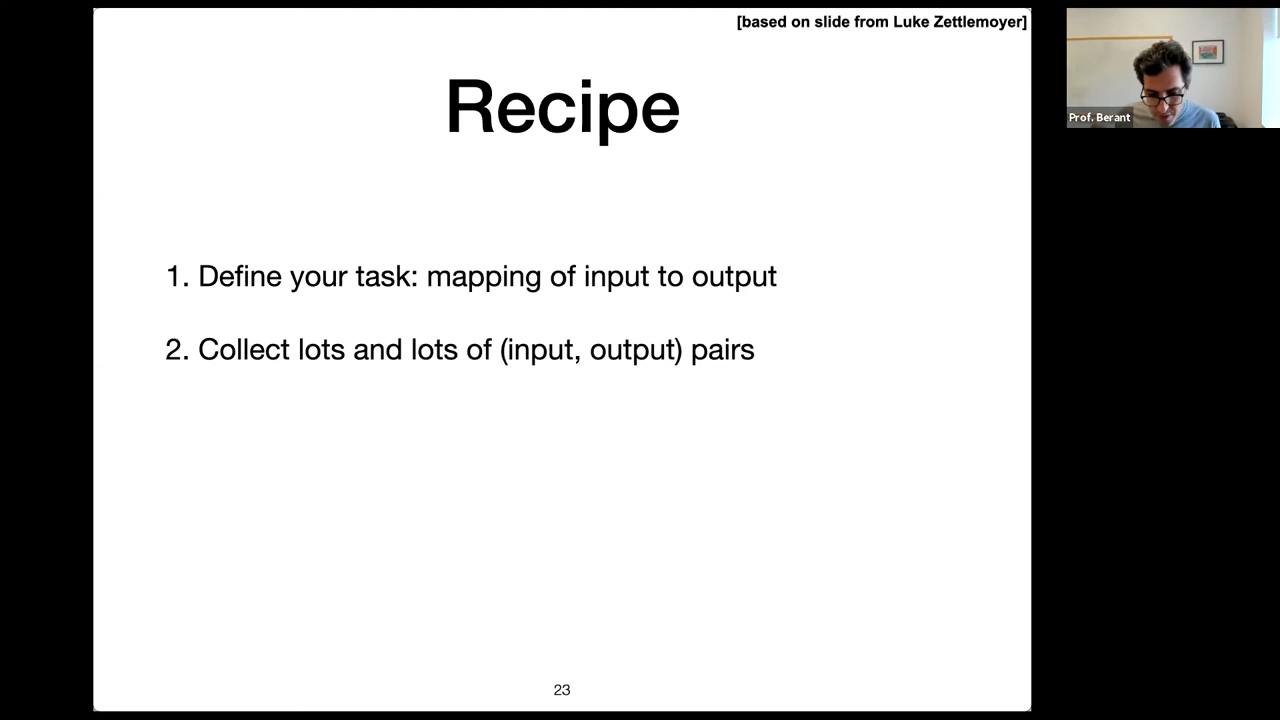 [based on slide from Luke Zettlemoyer]
Recipe
Prof. Berant
1. Define your task: mapping of input to output
2. Collect lots and lots of (input, output) pairs
23